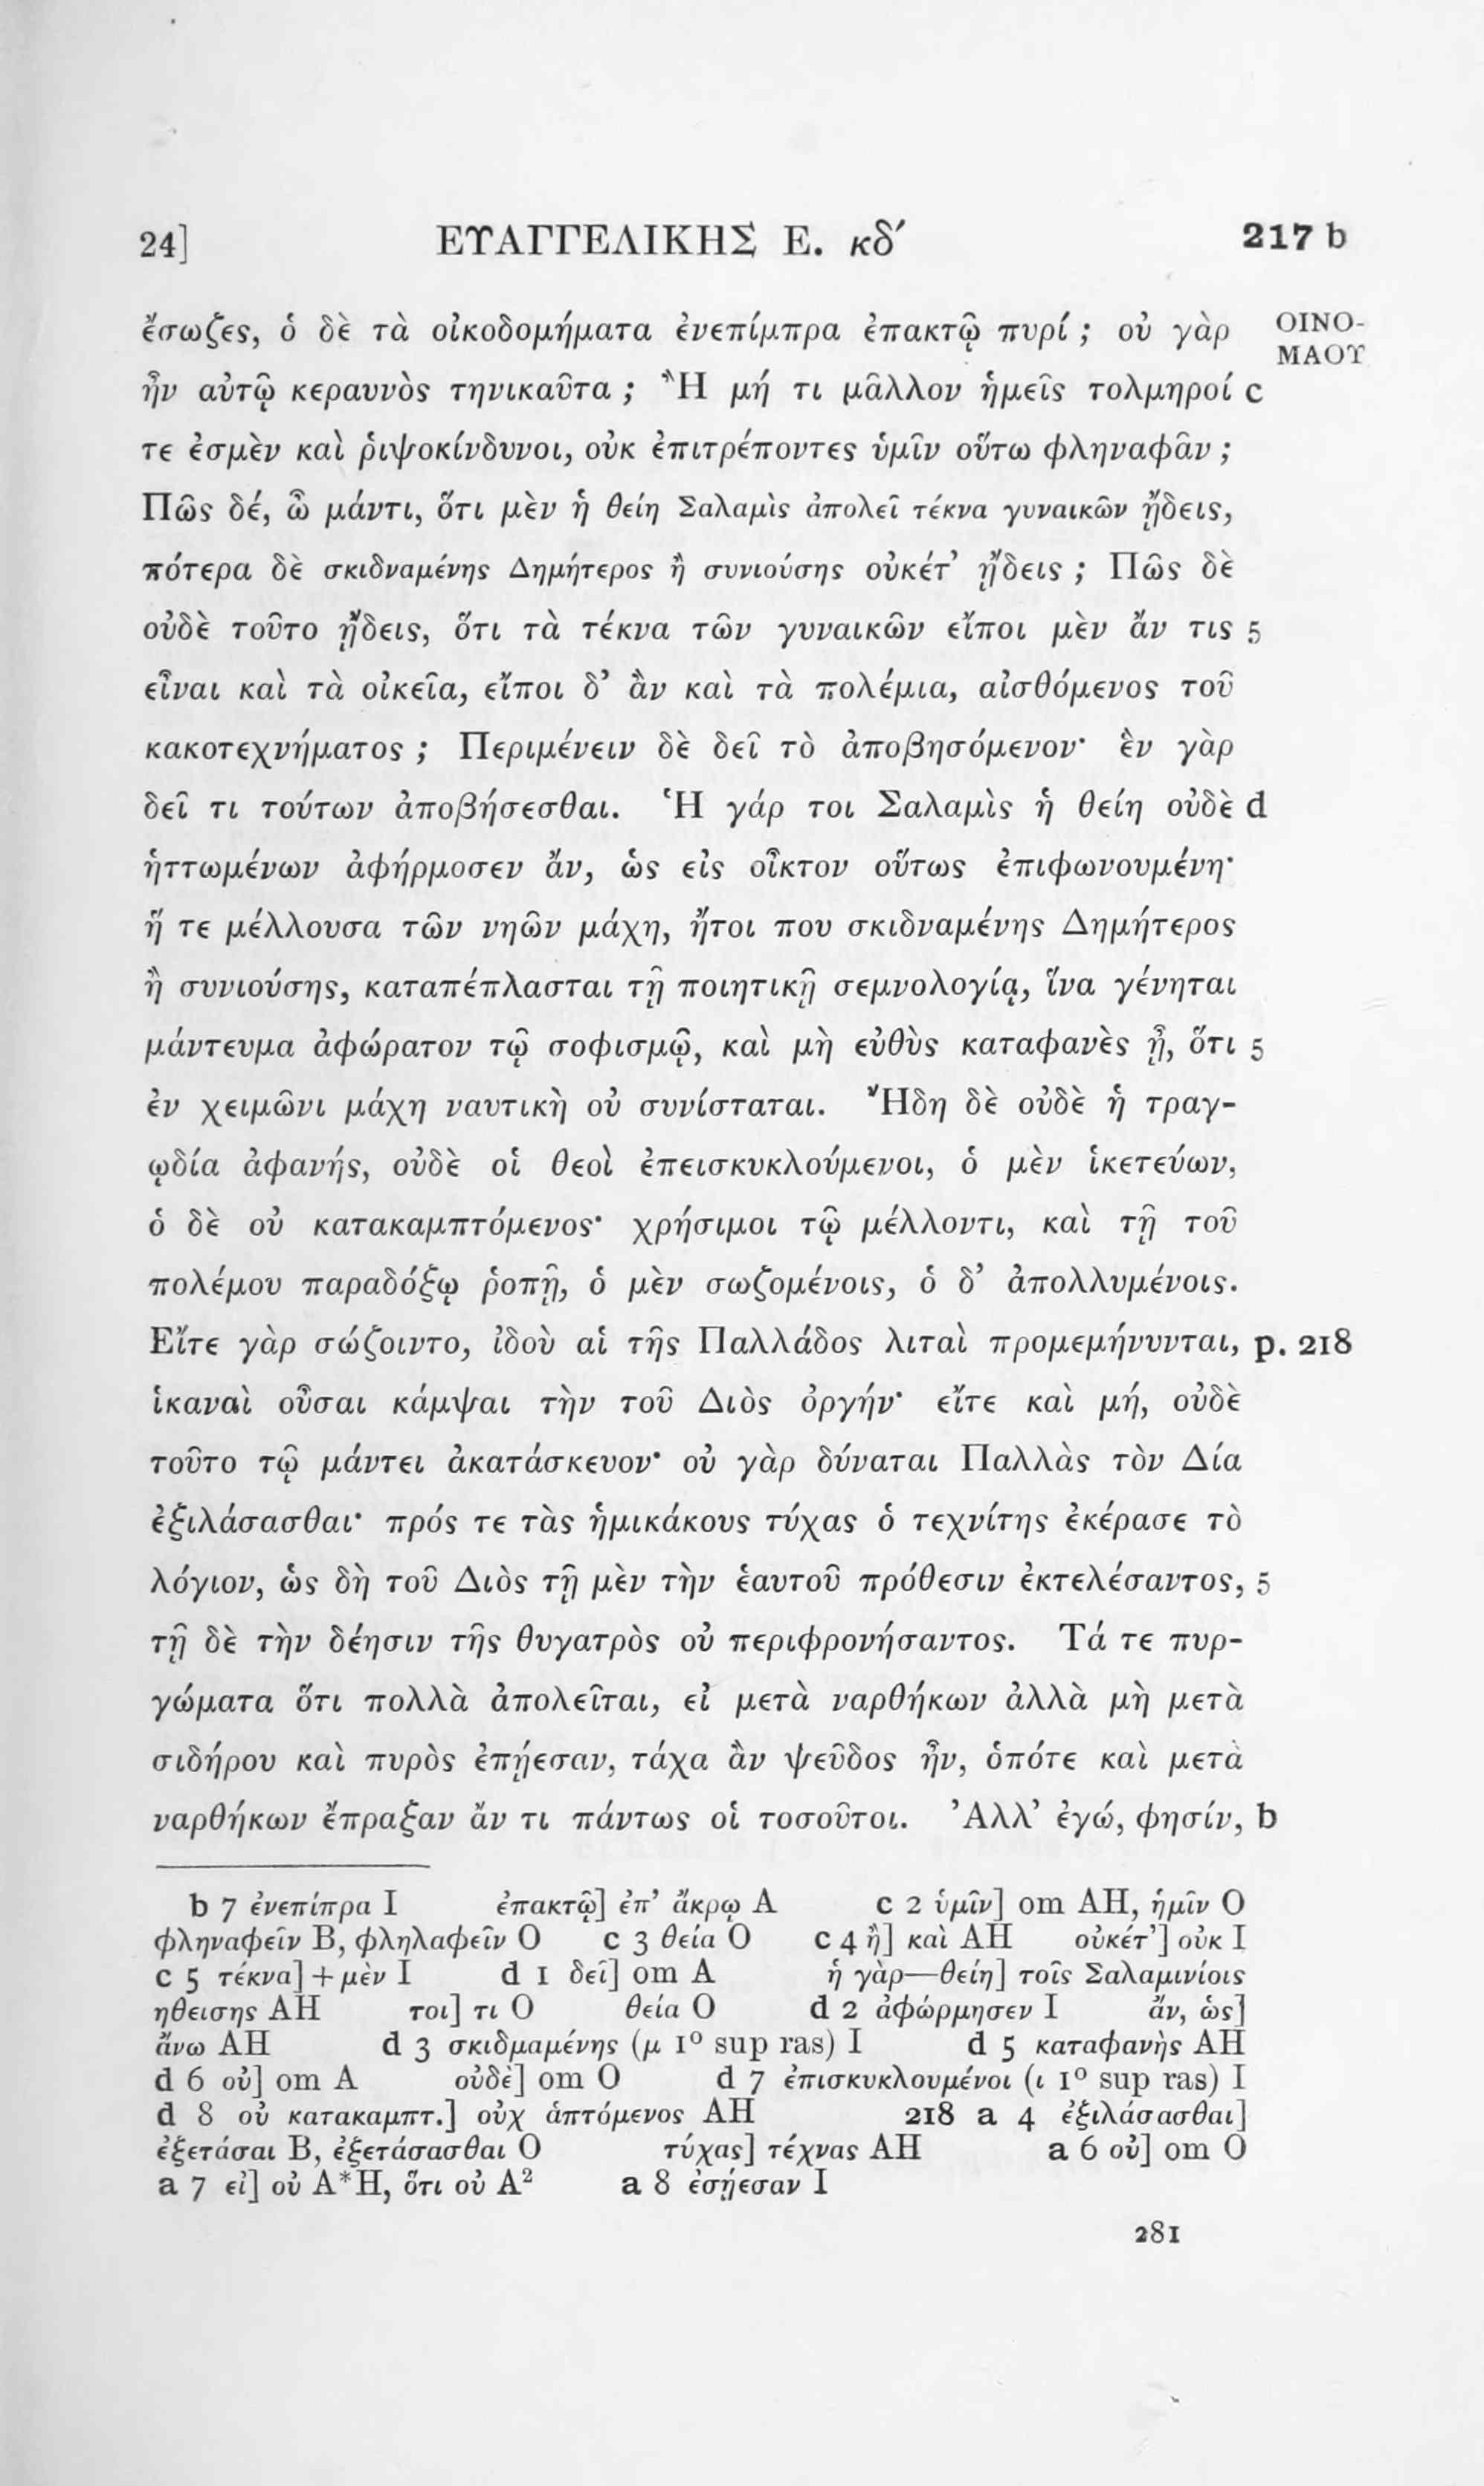 24] ΕΥΑΓΓΕΛΙΚΗΣ Ε. κδ′ 217 b
ἔσωζες, ὁ δὲ τὰ οἰκοδομήματα ἐνεπίμπρα ἐπακτῷ πυρί ; οὐ γὰρ ΟΙΝΟ-
ΜΑΟΥ
ἦν αὐτῷ κεραυνὸς τηνικαῦτα ; Ἢ μή τι μᾶλλον ἡμεῖς τολμηροί c
τε ἐσμὲν καὶ ῥιψοκίνδυνοι, οὐκ ἐπιτρέποντες ὑμῖν οὕτω φληναφᾶν ;
Πῶς δέ, ὦ μάντι, ὅτι μὲν ἡ θείη Σαλαμὶς ἀπολεῖ τέκνα γυναικῶν ᾔδεις,
πότερα δὲ σκιδναμένης Δημήτερος ἢ συνιούσης οὐκέτ’ ᾔδεις ; Πῶς δὲ
οὐδὲ τοῦτο ᾔδεις, ὅτι τὰ τέκνα τῶν γυναικῶν εἴποι μὲν ἄν τις 5
εἶναι καὶ τὰ οἰκεῖα, εἴποι δ’ ἂν καὶ τὰ πολέμια, αἰσθόμενος τοῦ
κακοτεχνήματος ; Περιμένειν δὲ δεῖ τὸ ἀποβησόμενον· ἓν γὰρ
δεῖ τι τούτων ἀποβήσεσθαι. Ἡ γάρ τοι Σαλαμὶς ἡ θείη οὐδὲ d
ἡττωμένων ἀφήρμοσεν ἄν, ὡς εἰς οἶκτον οὕτως ἐπιφωνουμένη·
ἥ τε μέλλουσα τῶν νηῶν μάχη, ἤτοι που σκιδναμένης Δημήτερος
ἢ συνιούσης, καταπέπλασται τῇ ποιητικῇ σεμνολογίᾳ, ἵνα γένηται
μάντευμα ἀφώρατον τῷ σοφισμῷ, καὶ μὴ εὐθὺς καταφανὲς ᾖ, ὅτι 5
ἐν χειμῶνι μάχη ναυτικὴ οὐ συνίσταται. Ἤδη δὲ οὐδὲ ἡ τραγ-
ῳδία ἀφανής, οὐδὲ οἱ θεοὶ ἐπεισκυκλούμενοι, ὁ μὲν ἱκετεύων,
ὁ δὲ οὐ κατακαμπτόμενος· χρήσιμοι τῷ μέλλοντι, καὶ τῇ τοῦ
πολέμου παραδόξῳ ῥοπῇ, ὁ μὲν σωζομένοις, ὁ δ’ ἀπολλυμένοις.
Εἴτε γὰρ σώζοιντο, ἰδοὺ αἱ τῆς Παλλάδος λιταὶ προμεμήνυνται, p. 218
ἱκαναὶ οὖσαι κάμψαι τὴν τοῦ Διὸς ὀργήν· εἴτε καὶ μή, οὐδὲ
τοῦτο τῷ μάντει ἀκατάσκευον· οὐ γὰρ δύναται Παλλὰς τὸν Δία
ἐξιλάσασθαι· πρός τε τὰς ἡμικάκους τύχας ὁ τεχνίτης ἐκέρασε τὸ
λόγιον, ὡς δὴ τοῦ Διὸς τῇ μὲν τὴν ἑαυτοῦ πρόθεσιν ἐκτελέσαντος, 5
τῇ δὲ τὴν δέησιν τῆς θυγατρὸς οὐ περιφρονήσαντος. Τά τε πυρ-
γώματα ὅτι πολλὰ ἀπολεῖται, εἰ μετὰ ναρθήκων ἀλλὰ μὴ μετὰ
σιδήρου καὶ πυρὸς ἐπῄεσαν, τάχα ἂν ψεῦδος ἦν, ὁπότε καὶ μετὰ
ναρθήκων ἔπραξαν ἄν τι πάντως οἱ τοσοῦτοι. Ἀλλ’ ἐγώ, φησίν, b
b 7 ἐνεπίπρα I ἐπακτῷ] ἐπ’ ἄκρῳ A c 2 ὑμῖν] om AH, ἡμῖν O
φληναφεῖν B, φληλαφεῖν O c 3 θεία O c 4 ἢ] καὶ AH οὐκέτ’] οὐκ I
c 5 τέκνα] + μὲν I d 1 δεῖ] om A ἡ γὰρ—θείη] τοῖς Σαλαμινίοις
ηθεισης AH τοι] τι O θεία O d 2 ἀφώρμησεν I ἄν, ὡς]
ἄνω AH d 3 σκιδμαμένης (μ 1º sup ras) I d 5 καταφανὴς AH
d 6 οὐ] om A οὐδὲ] om O d 7 ἐπισκυκλουμένοι (ι 1º sup ras) I
d 8 οὐ κατακαμπτ.] οὐχ ἁπτόμενος AH 218 a 4 ἐξιλάσασθαι]
ἐξετάσαι B, ἐξετάσασθαι O τύχας] τέχνας AH a 6 οὐ] om O
a 7 εἰ] οὐ A*H, ὅτι οὐ A² a 8 ἐσῄεσαν I
281